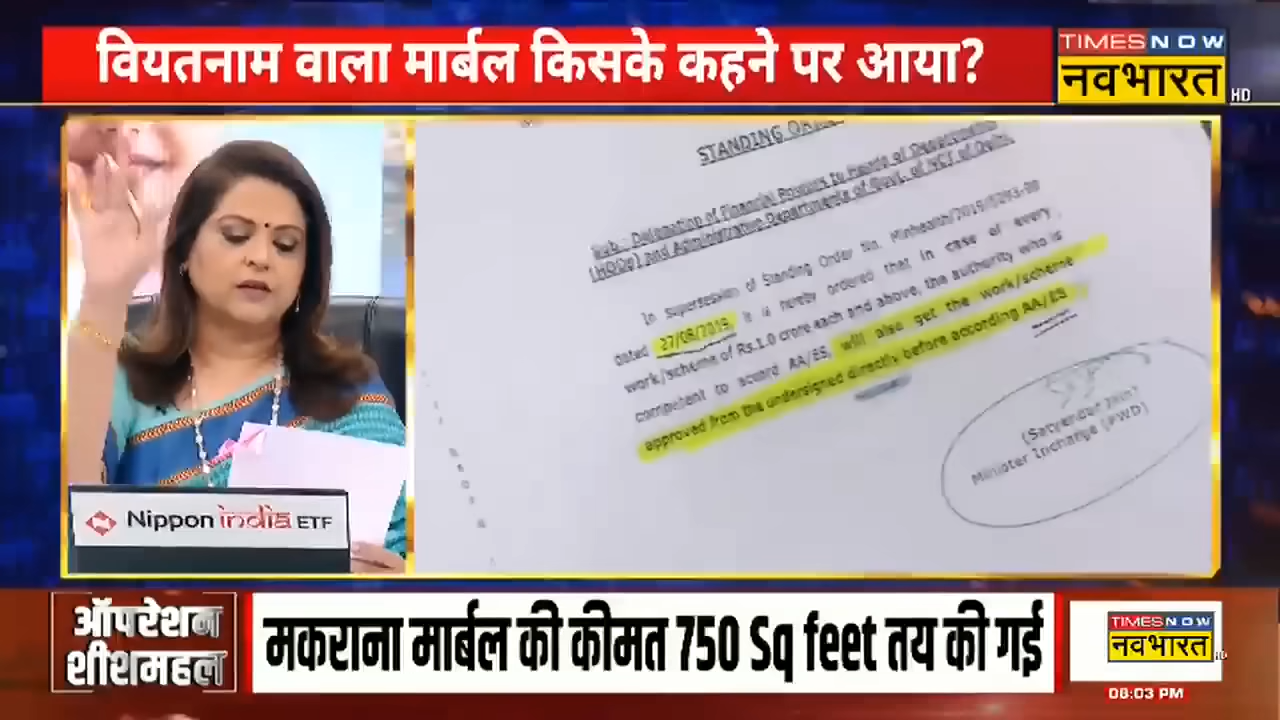 वियतनाम वाला मार्बल किसके कहने पर आया?
TIMES NOW
नवभारत
HD
STANDING ORDER
Sub.: Delegation of Financial Powers to Heads of Departments
(HODs) and Administrative Departments of Govt. of NCT of Delhi.
In Supersession of Standing Order No.
dated 27/08/2019, it is hereby ordered that in case of every
work/scheme of Rs.1.0 crore each and above, the authority who is
competent to accord AA/ES, will also get the work/scheme
approved from the undersigned directly before according AA/ES
(Satyendar Jain)
Minister Incharge (PWD)
Nippon india ETF
ऑपरेशन
शीशमहल
मकराना मार्बल की कीमत 750 Sq feet तय की गई
TIMES NOW
नवभारत
08:03 PM